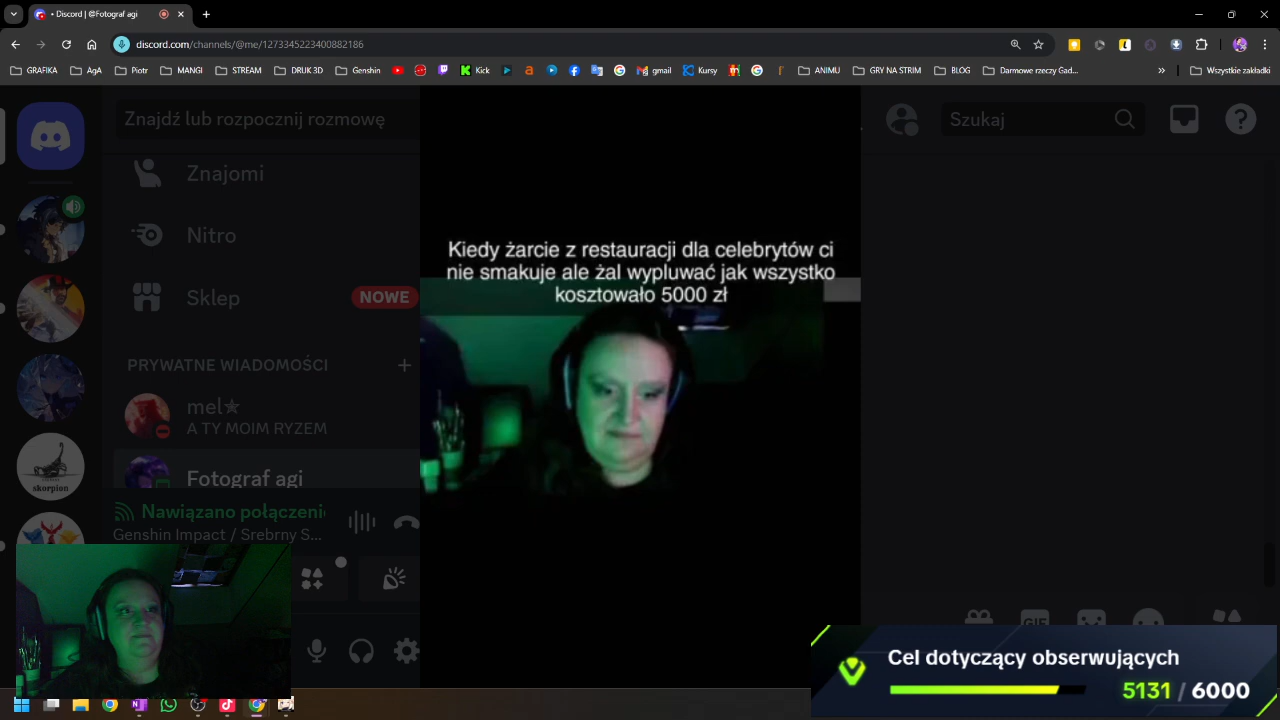 • Discord | @Fotograf agi
discord.com/channels/@me/1273345223400882186
GRAFIKA
AgA
Piotr
MANGI
STREAM
DRUK 3D
Genshin
Kick
gmail
Kursy
ANIMU
GRY NA STRIM
BLOG
Darmowe rzeczy Gad...
Wszystkie zakładki
Znajdź lub rozpocznij rozmowę
Szukaj
Znajomi
Nitro
Sklep
NOWE
PRYWATNE WIADOMOŚCI
mel
A TY MOIM RYZEM
Fotograf agi
skorpion
Nawiązano połączeni
Genshin Impact / Srebrny S...
Kiedy żarcie z restauracji dla celebrytów ci
nie smakuje ale żal wypluwać jak wszystko
kosztowało 5000 zł
GIF
Cel dotyczący obserwujących
5131 / 6000